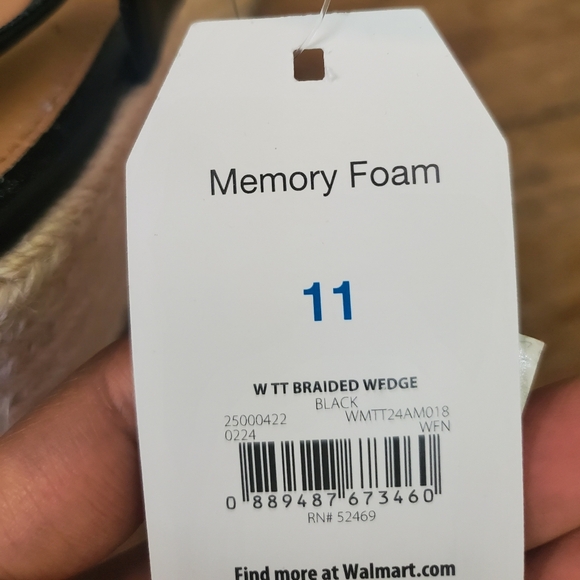 Memory Foam
11
W TT BRAIDED WEDGE
BLACK
25000422 WMTT24AM018
0224 WFN
0 889487 673460
RN# 52469
Find more at Walmart.com